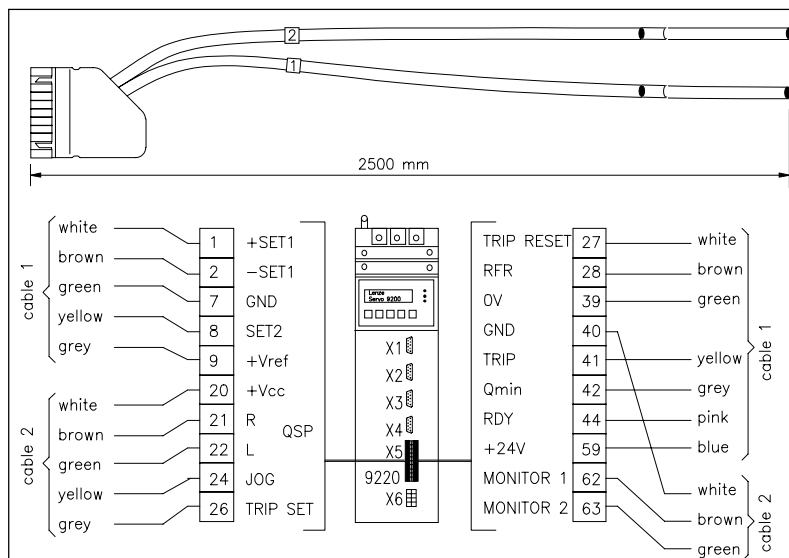 2
1
2500 mm
cable 1
white 1 +SET1
brown 2 -SET1
green 7 GND
yellow 8 SET2
grey 9 +Vref
cable 2
white 20 +Vcc
brown 21 R
QSP
green 22 L
yellow 24 JOG
grey 26 TRIP SET
Lenze
Servo 9200
X1
X2
X3
X4
X5
9220
X6
TRIP RESET 27 white
RFR 28 brown
0V 39 green
GND 40
TRIP 41 yellow
Qmin 42 grey
RDY 44 pink
+24V 59 blue
cable 1
MONITOR 1 62
MONITOR 2 63
white
brown
green
cable 2